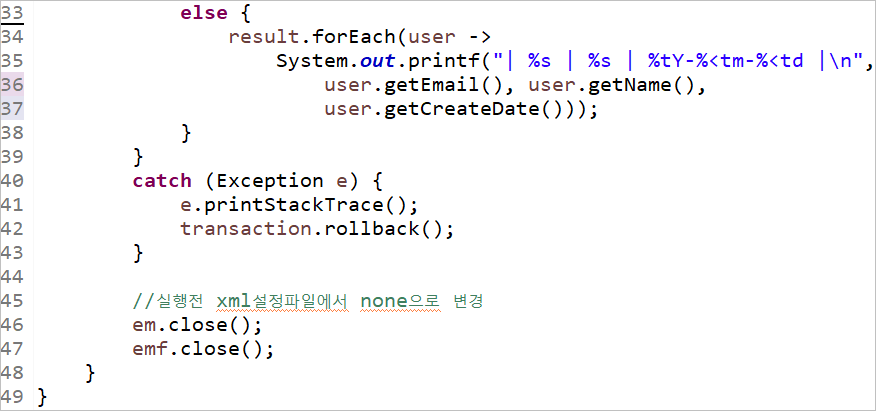 33             else {
34                 result.forEach(user ->
35                     System.out.printf("| %s | %s | %tY-%<tm-%<td |\n",
36                         user.getEmail(), user.getName(),
37                         user.getCreateDate()));
38             }
39         }
40         catch (Exception e) {
41             e.printStackTrace();
42             transaction.rollback();
43         }
44
45         //실행전 xml설정파일에서 none으로 변경
46         em.close();
47         emf.close();
48     }
49 }